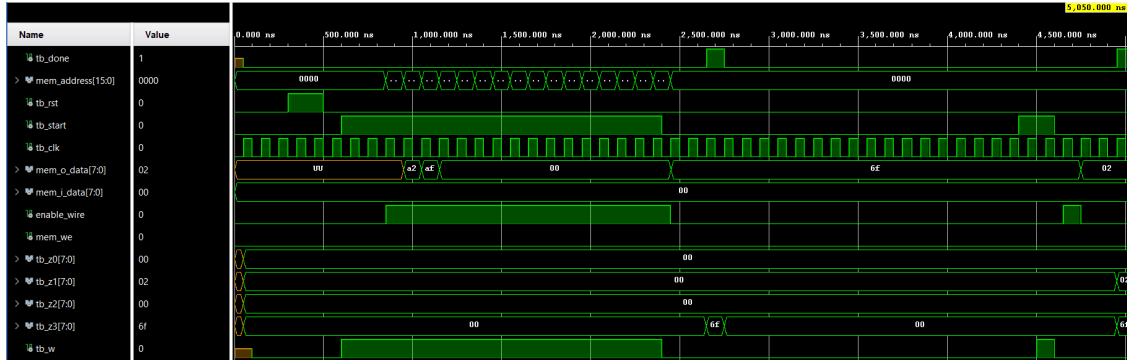 5,050.000 ns
Name Value 0.000 ns 500.000 ns 1,000.000 ns 1,500.000 ns 2,000.000 ns 2,500.000 ns 3,000.000 ns 3,500.000 ns 4,000.000 ns 4,500.000 ns
tb_done 1
mem_address[15:0] 0000 0000 .. .. .. .. .. .. .. .. .. .. .. .. .. .. .. .. 0000
tb_rst 0
tb_start 0
tb_clk 0
mem_o_data[7:0] 02 UU a2 af 00 6f 02
mem_i_data[7:0] 00 00
enable_wire 0
mem_we 0
tb_z0[7:0] 00 00
tb_z1[7:0] 02 00
tb_z2[7:0] 00 00
tb_z3[7:0] 6f 00 6f 00
tb_w 0